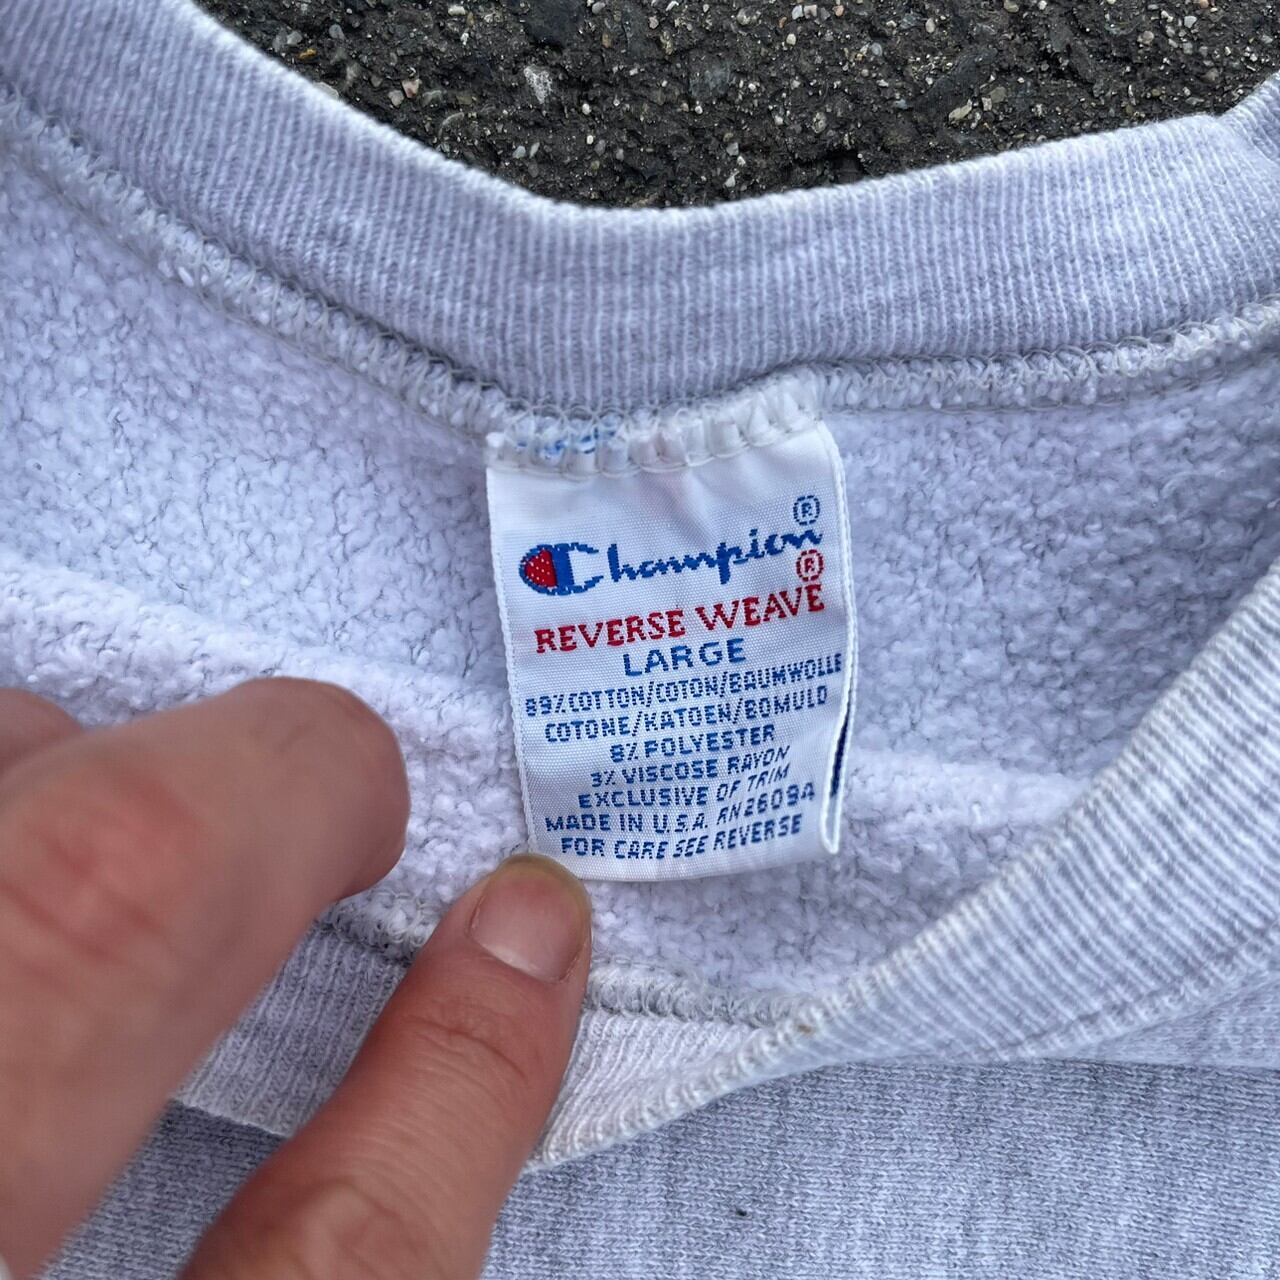 Champion®
REVERSE WEAVE®
LARGE
89% COTTON/COTON/BAUMWOLLE
COTONE/KATOEN/BOMULD
8% POLYESTER
3% VISCOSE RAYON
EXCLUSIVE OF TRIM
MADE IN U.S.A. RN26094
FOR CARE SEE REVERSE